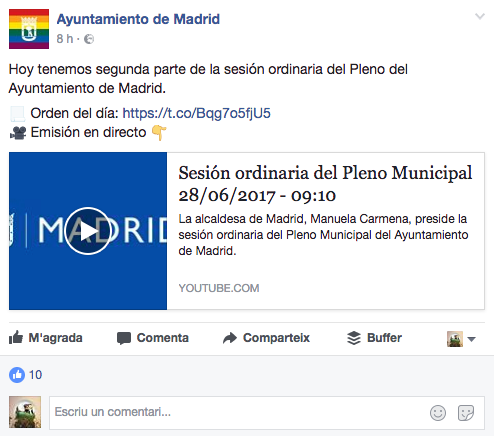 Ayuntamiento de Madrid
8 h ·
Hoy tenemos segunda parte de la sesión ordinaria del Pleno del
Ayuntamiento de Madrid.
📃 Orden del día: https://t.co/Bqg7o5fjU5
🎥 Emisión en directo 👇
MADRID
Sesión ordinaria del Pleno Municipal
28/06/2017 - 09:10
La alcaldesa de Madrid, Manuela Carmena, preside la
sesión ordinaria del Pleno Municipal del Ayuntamiento
de Madrid.
YOUTUBE.COM
M'agrada Comenta Comparteix Buffer
10
Escriu un comentari...